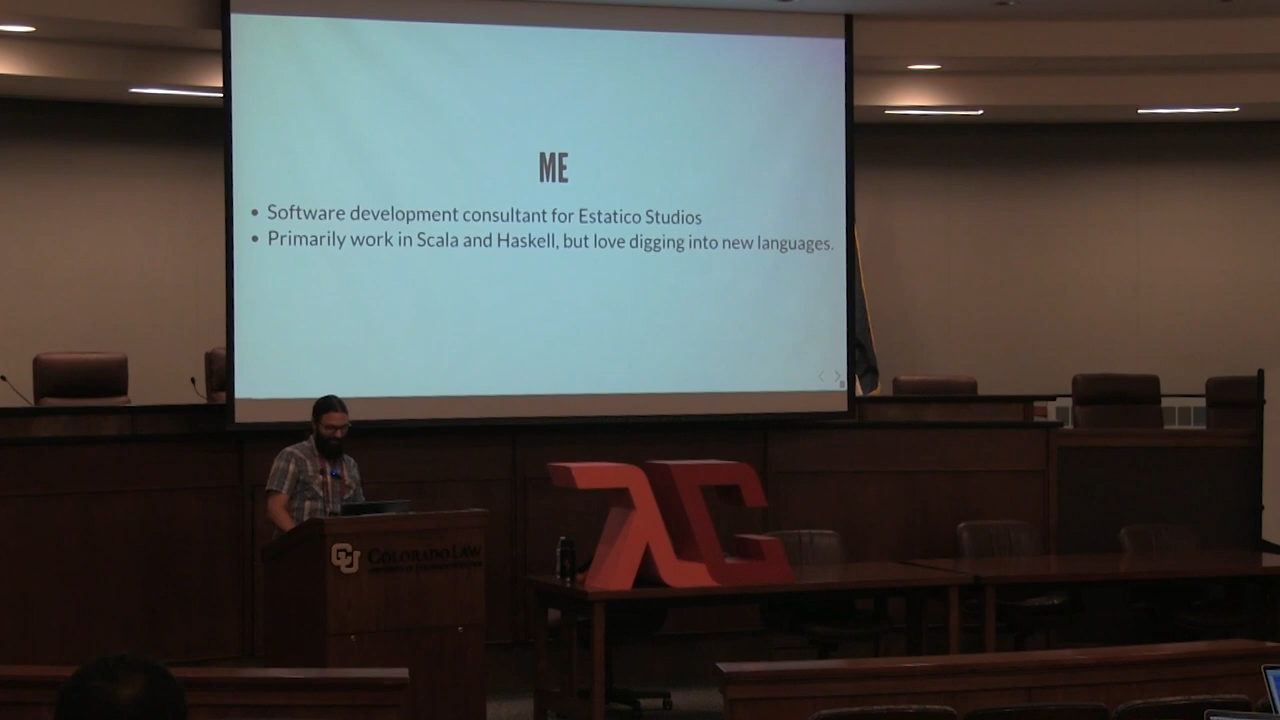 ME
• Software development consultant for Estatico Studios
• Primarily work in Scala and Haskell, but love digging into new languages.
CU COLORADO LAW
λC